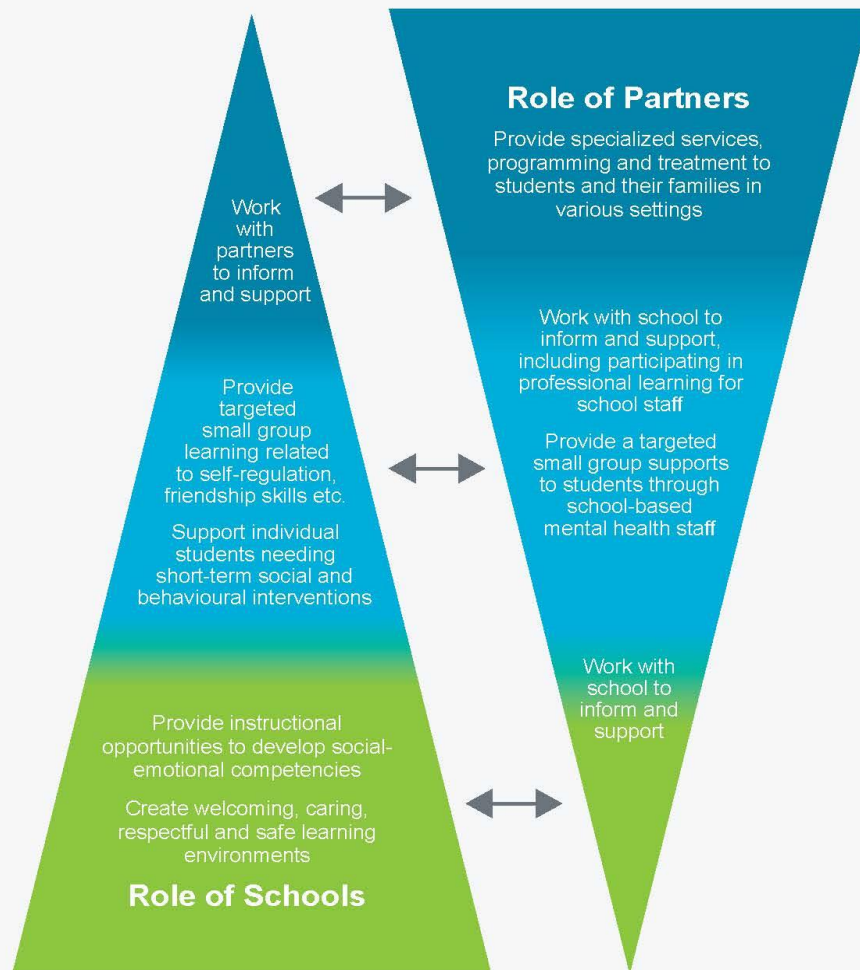 Work
with
partners
to inform
and support
Provide
targeted
small group
learning related
to self-regulation,
friendship skills etc.
Support individual
students needing
short-term social and
behavioural interventions
Provide instructional
opportunities to develop social-
emotional competencies
Create welcoming, caring,
respectful and safe learning
environments
Role of Schools
Role of Partners
Provide specialized services,
programming and treatment to
students and their families in
various settings
Work with school to
inform and support,
including participating in
professional learning for
school staff
Provide a targeted
small group supports
to students through
school-based
mental health staff
Work with
school to
inform and
support